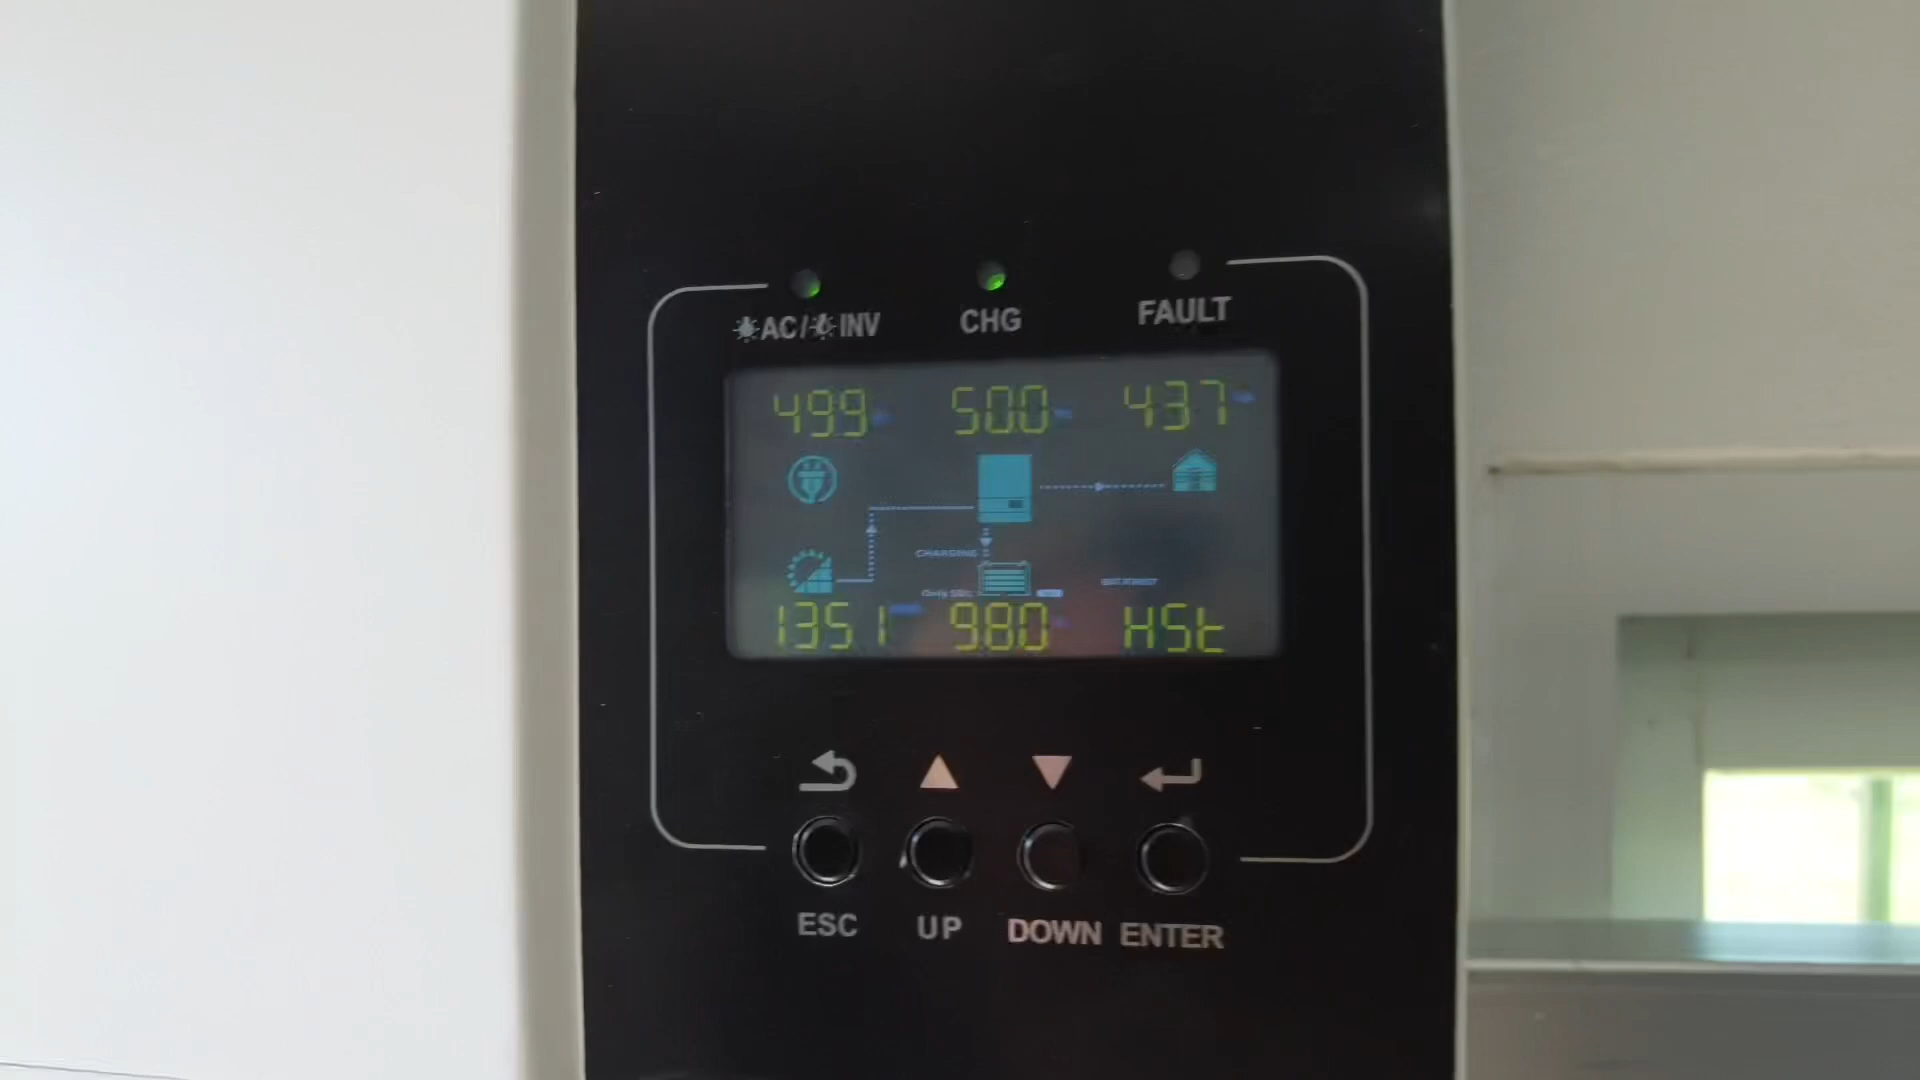 AC/ INV CHG FAULT
499 500 437
CHARGING
1351 980 HSt
ESC UP DOWN ENTER